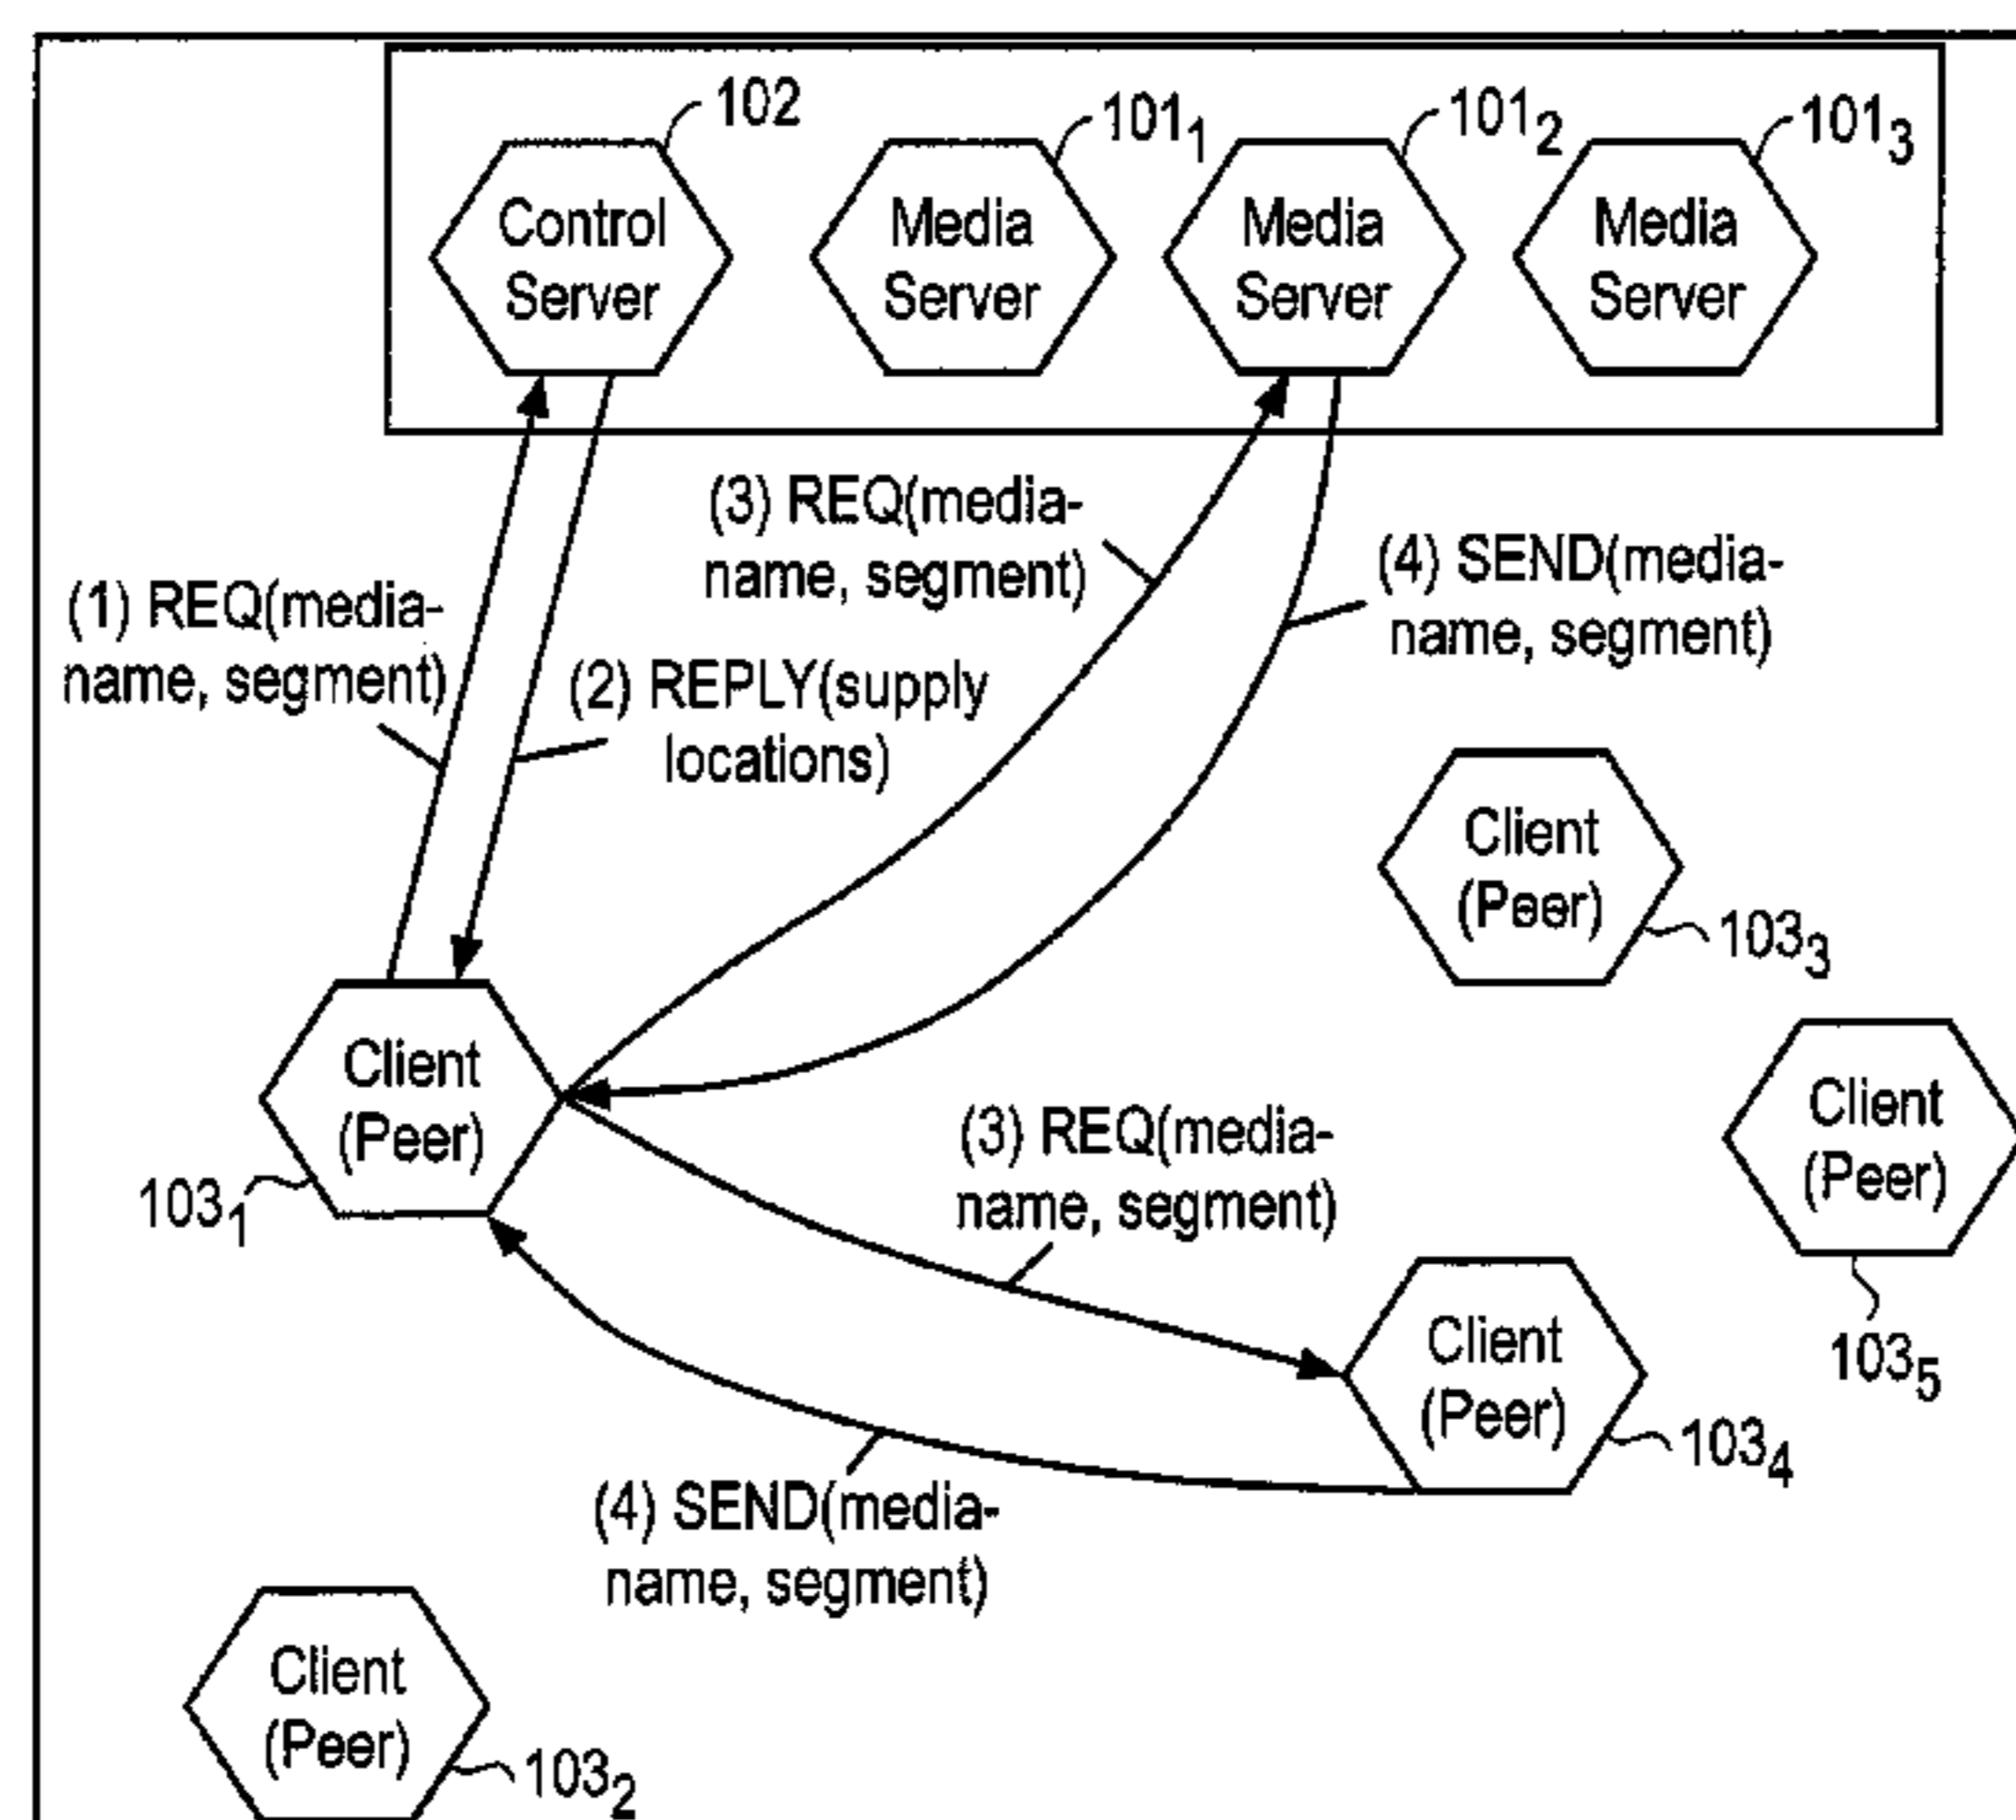 102
101₁
101₂
101₃
Control
Server
Media
Server
Media
Server
Media
Server
(3) REQ(media-
name, segment)
(4) SEND(media-
name, segment)
(1) REQ(media-
name, segment)
(2) REPLY(supply
locations)
Client
(Peer)
103₃
Client
(Peer)
103₁
Client
(Peer)
103₅
(3) REQ(media-
name, segment)
Client
(Peer)
103₄
(4) SEND(media-
name, segment)
Client
(Peer)
103₂